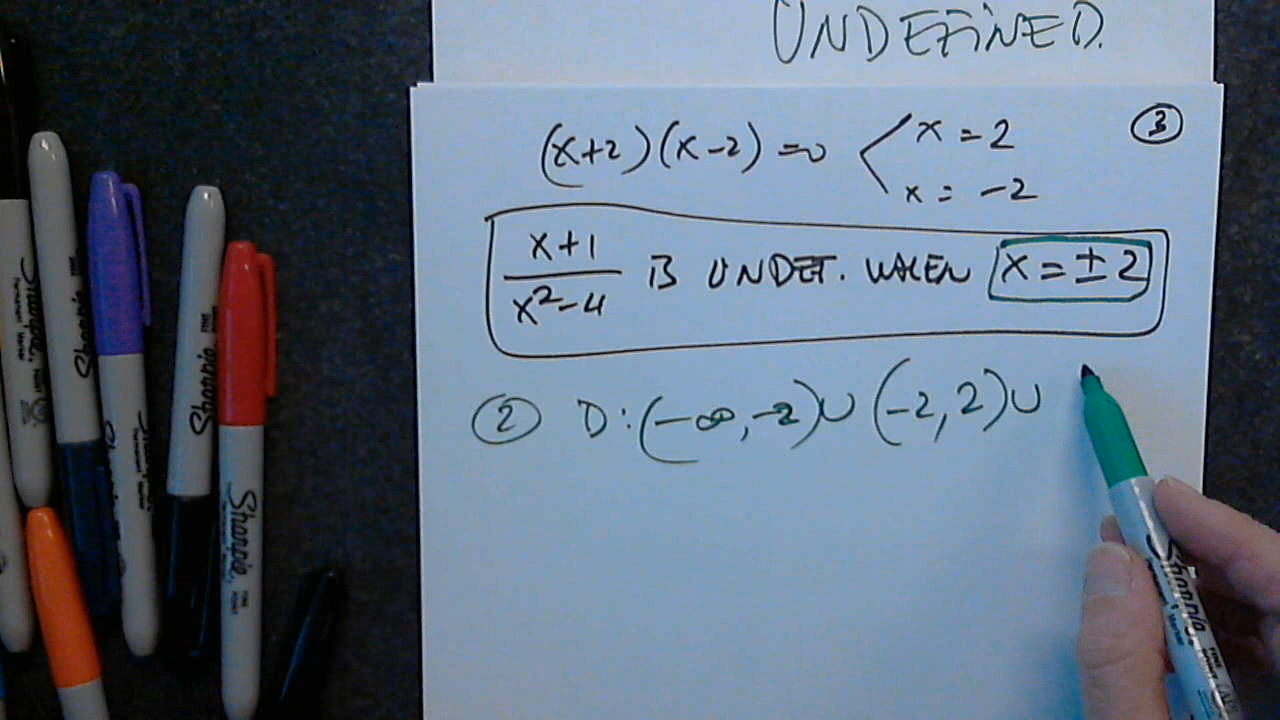 UNDEFINED.
③
(x+2)(x-2)=0 < x = 2
x = -2
x+1
x²-4
IS UNDEF. WHEN x = ± 2
② D:(-∞,-2)∪(-2,2)∪
Sharpie
Sharpie
Sharpie
Sharpie
Sharpie